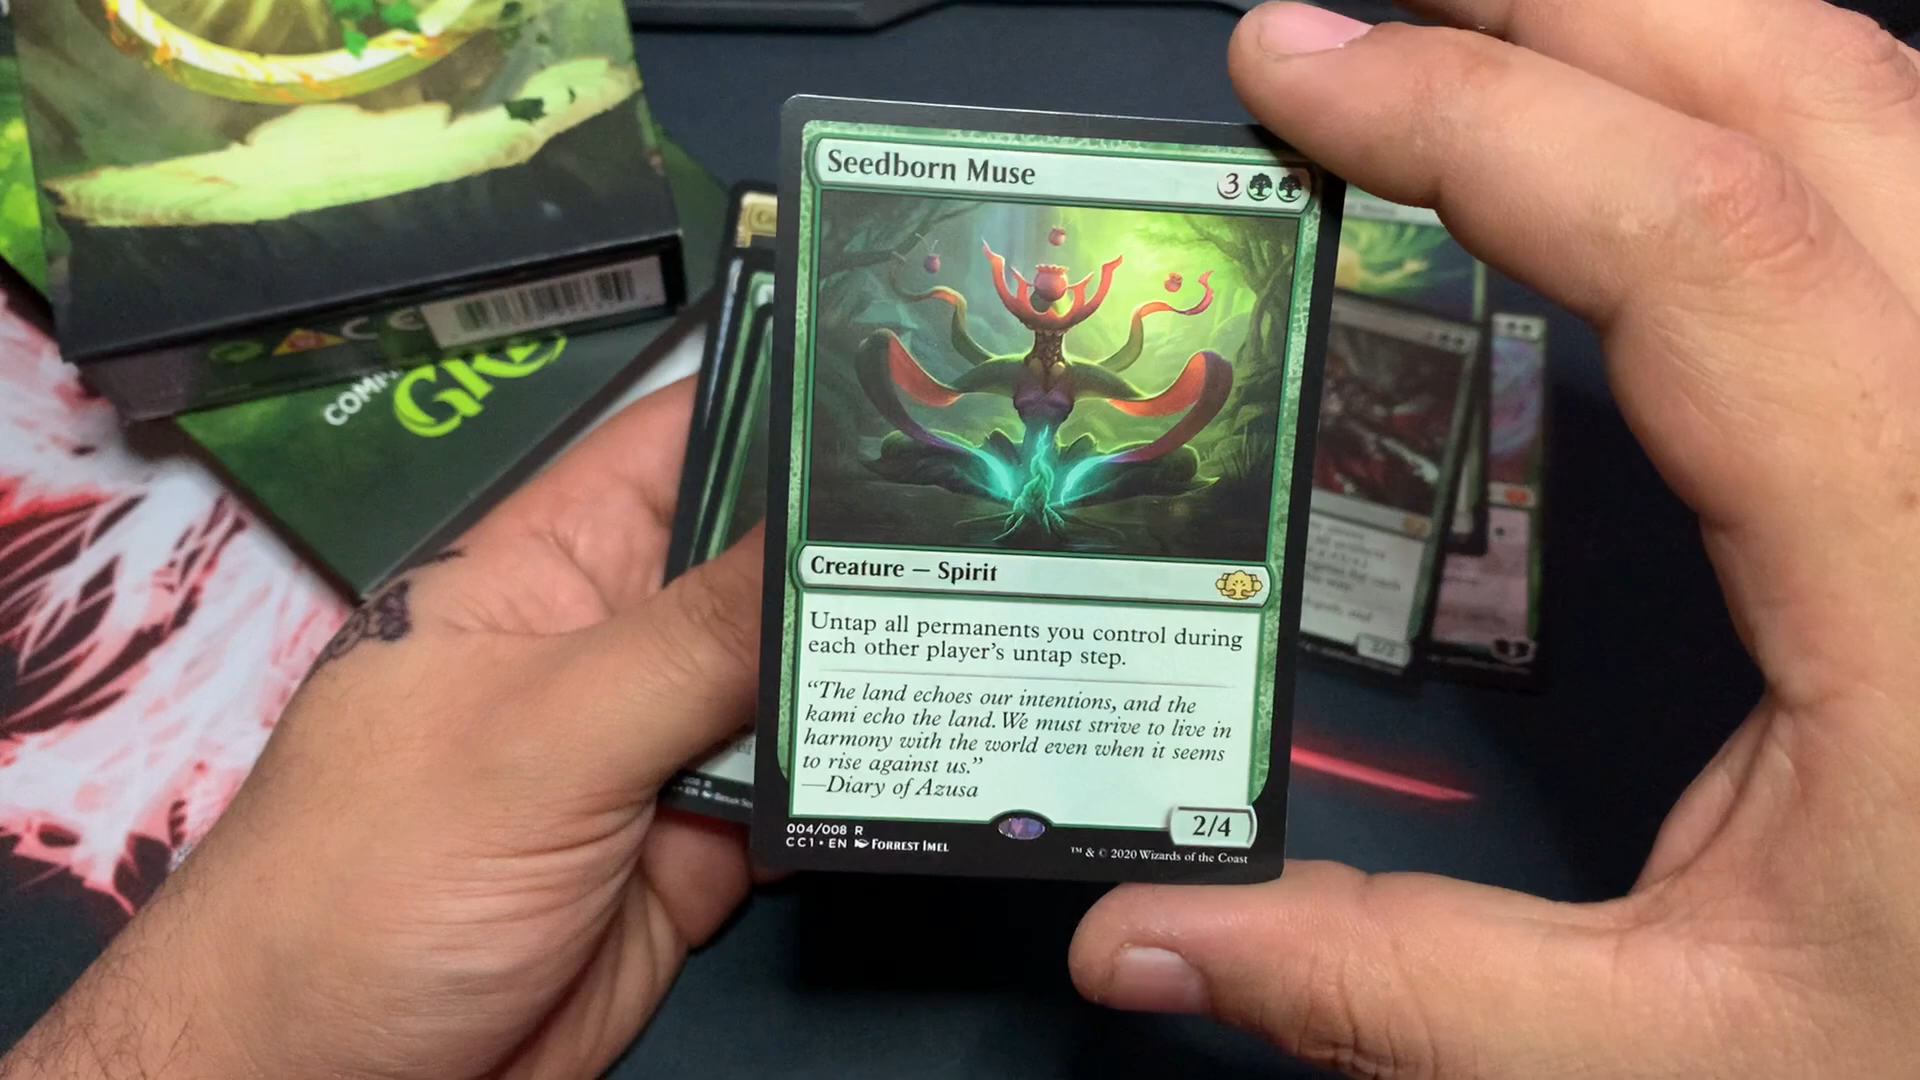 Seedborn Muse
3
Creature — Spirit
Untap all permanents you control during
each other player's untap step.
“The land echoes our intentions, and the
kami echo the land. We must strive to live in
harmony with the world even when it seems
to rise against us.”
—Diary of Azusa
2/4
004/008 R
CC1 • EN FORREST IMEL
™ & © 2020 Wizards of the Coast
CE
2/2